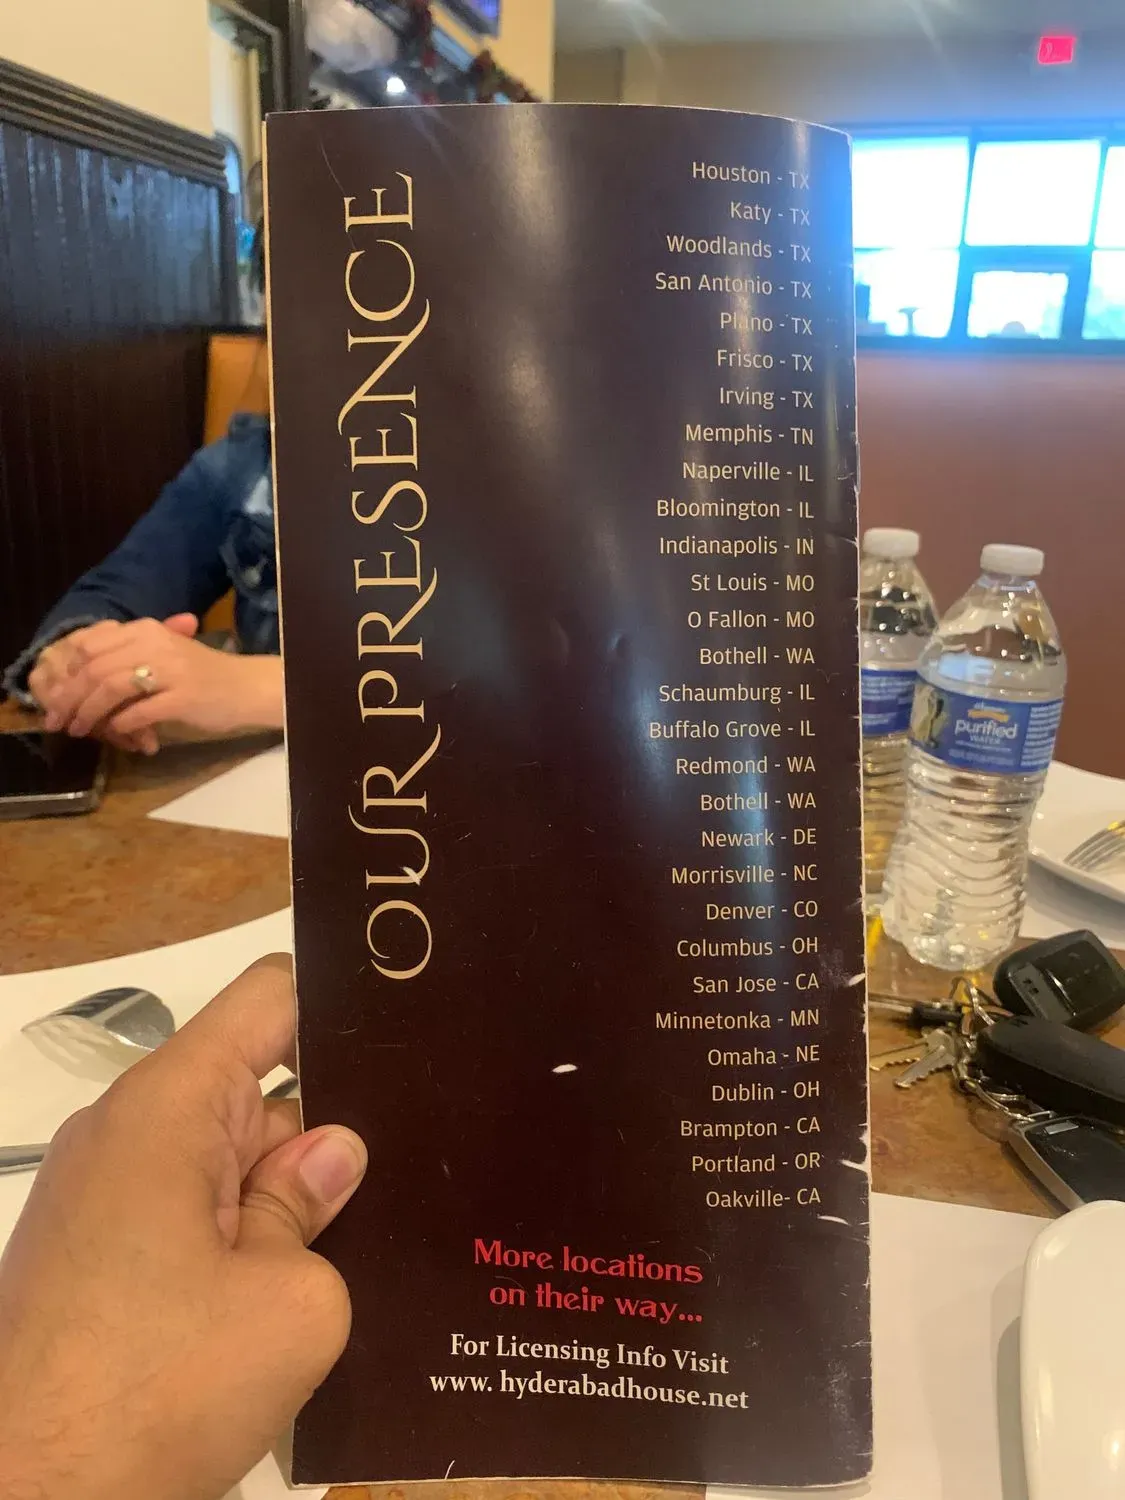 OUR PRESENCE
Houston - TX
Katy - TX
Woodlands - TX
San Antonio - TX
Plano - TX
Frisco - TX
Irving - TX
Memphis - TN
Naperville - IL
Bloomington - IL
Indianapolis - IN
St Louis - MO
O Fallon - MO
Bothell - WA
Schaumburg - IL
Buffalo Grove - IL
Redmond - WA
Bothell - WA
Newark - DE
Morrisville - NC
Denver - CO
Columbus - OH
San Jose - CA
Minnetonka - MN
Omaha - NE
Dublin - OH
Brampton - CA
Portland - OR
Oakville- CA
More locations
on their way...
For Licensing Info Visit
www. hyderabadhouse.net
purified
WATER